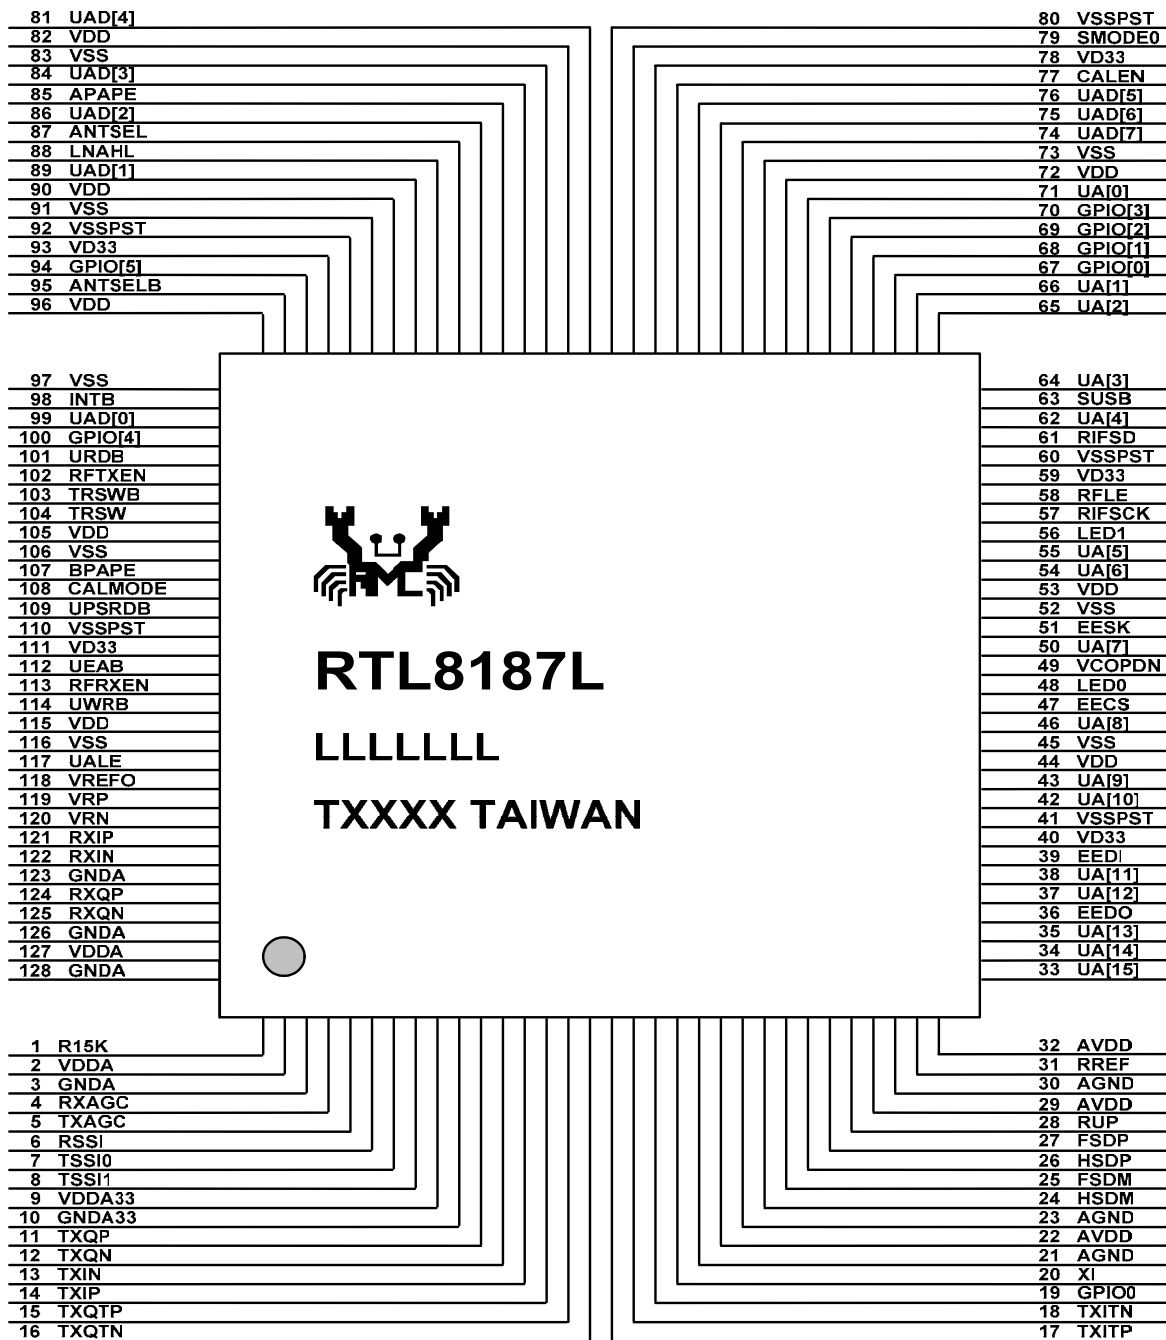 81 UAD[4]
82 VDD
83 VSS
84 UAD[3]
85 APAPE
86 UAD[2]
87 ANTSEL
88 LNAHL
89 UAD[1]
90 VDD
91 VSS
92 VSSPST
93 VD33
94 GPIO[5]
95 ANTSELB
96 VDD
80 VSSPST
79 SMODE0
78 VD33
77 CALEN
76 UAD[5]
75 UAD[6]
74 UAD[7]
73 VSS
72 VDD
71 UA[0]
70 GPIO[3]
69 GPIO[2]
68 GPIO[1]
67 GPIO[0]
66 UA[1]
65 UA[2]
97 VSS
98 INTB
99 UAD[0]
100 GPIO[4]
101 URDB
102 RFTXEN
103 TRSWB
104 TRSW
105 VDD
106 VSS
107 BPAPE
108 CALMODE
109 UPSRDB
110 VSSPST
111 VD33
112 UEAB
113 RFRXEN
114 UWRB
115 VDD
116 VSS
117 UALE
118 VREFO
119 VRP
120 VRN
121 RXIP
122 RXIN
123 GNDA
124 RXQP
125 RXQN
126 GNDA
127 VDDA
128 GNDA
RTL8187L
LLLLLLL
TXXXX TAIWAN
64 UA[3]
63 SUSB
62 UA[4]
61 RIFSD
60 VSSPST
59 VD33
58 RFLE
57 RIFSCK
56 LED1
55 UA[5]
54 UA[6]
53 VDD
52 VSS
51 EESK
50 UA[7]
49 VCOPDN
48 LED0
47 EECS
46 UA[8]
45 VSS
44 VDD
43 UA[9]
42 UA[10]
41 VSSPST
40 VD33
39 EEDI
38 UA[11]
37 UA[12]
36 EEDO
35 UA[13]
34 UA[14]
33 UA[15]
1 R15K
2 VDDA
3 GNDA
4 RXAGC
5 TXAGC
6 RSSI
7 TSSI0
8 TSSI1
9 VDDA33
10 GNDA33
11 TXQP
12 TXQN
13 TXIN
14 TXIP
15 TXQTP
16 TXQTN
32 AVDD
31 RREF
30 AGND
29 AVDD
28 RUP
27 FSDP
26 HSDP
25 FSDM
24 HSDM
23 AGND
22 AVDD
21 AGND
20 XI
19 GPIO0
18 TXITN
17 TXITP